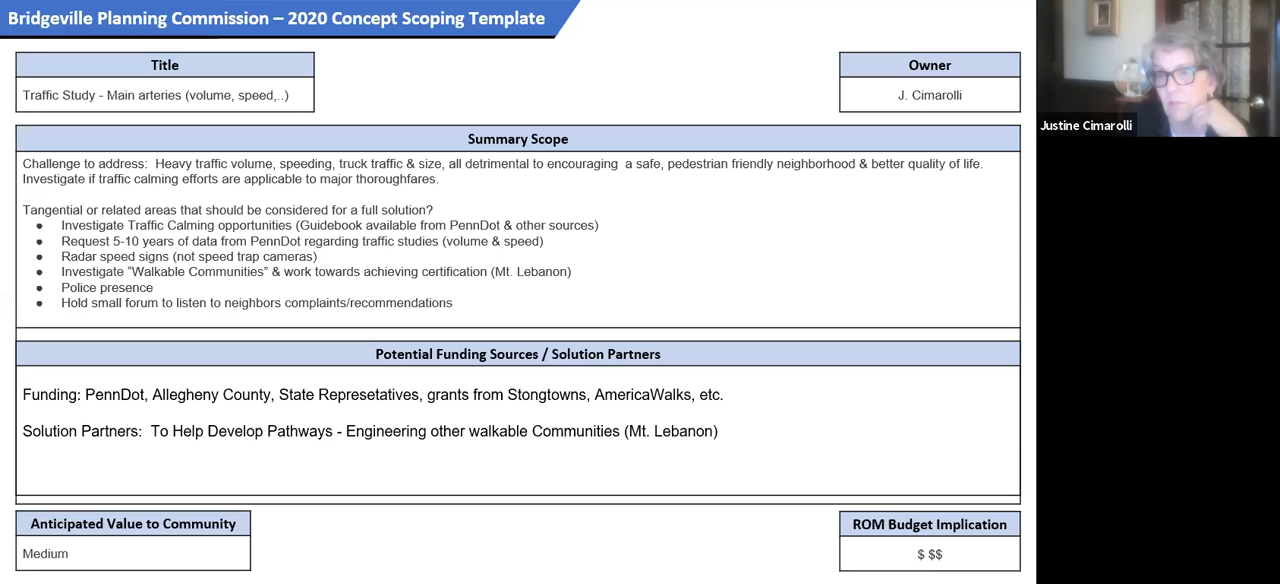 Bridgeville Planning Commission – 2020 Concept Scoping Template
Title
Traffic Study - Main arteries (volume, speed,..)
Owner
J. Cimarolli
Justine Cimarolli
Summary Scope
Challenge to address:  Heavy traffic volume, speeding, truck traffic & size, all detrimental to encouraging  a safe, pedestrian friendly neighborhood & better quality of life.
Investigate if traffic calming efforts are applicable to major thoroughfares.
Tangential or related areas that should be considered for a full solution?
● Investigate Traffic Calming opportunities (Guidebook available from PennDot & other sources)
● Request 5-10 years of data from PennDot regarding traffic studies (volume & speed)
● Radar speed signs (not speed trap cameras)
● Investigate “Walkable Communities” & work towards achieving certification (Mt. Lebanon)
● Police presence
● Hold small forum to listen to neighbors complaints/recommendations
Potential Funding Sources / Solution Partners
Funding: PennDot, Allegheny County, State Represetatives, grants from Stongtowns, AmericaWalks, etc.
Solution Partners:  To Help Develop Pathways - Engineering other walkable Communities (Mt. Lebanon)
Anticipated Value to Community
Medium
ROM Budget Implication
$ $$